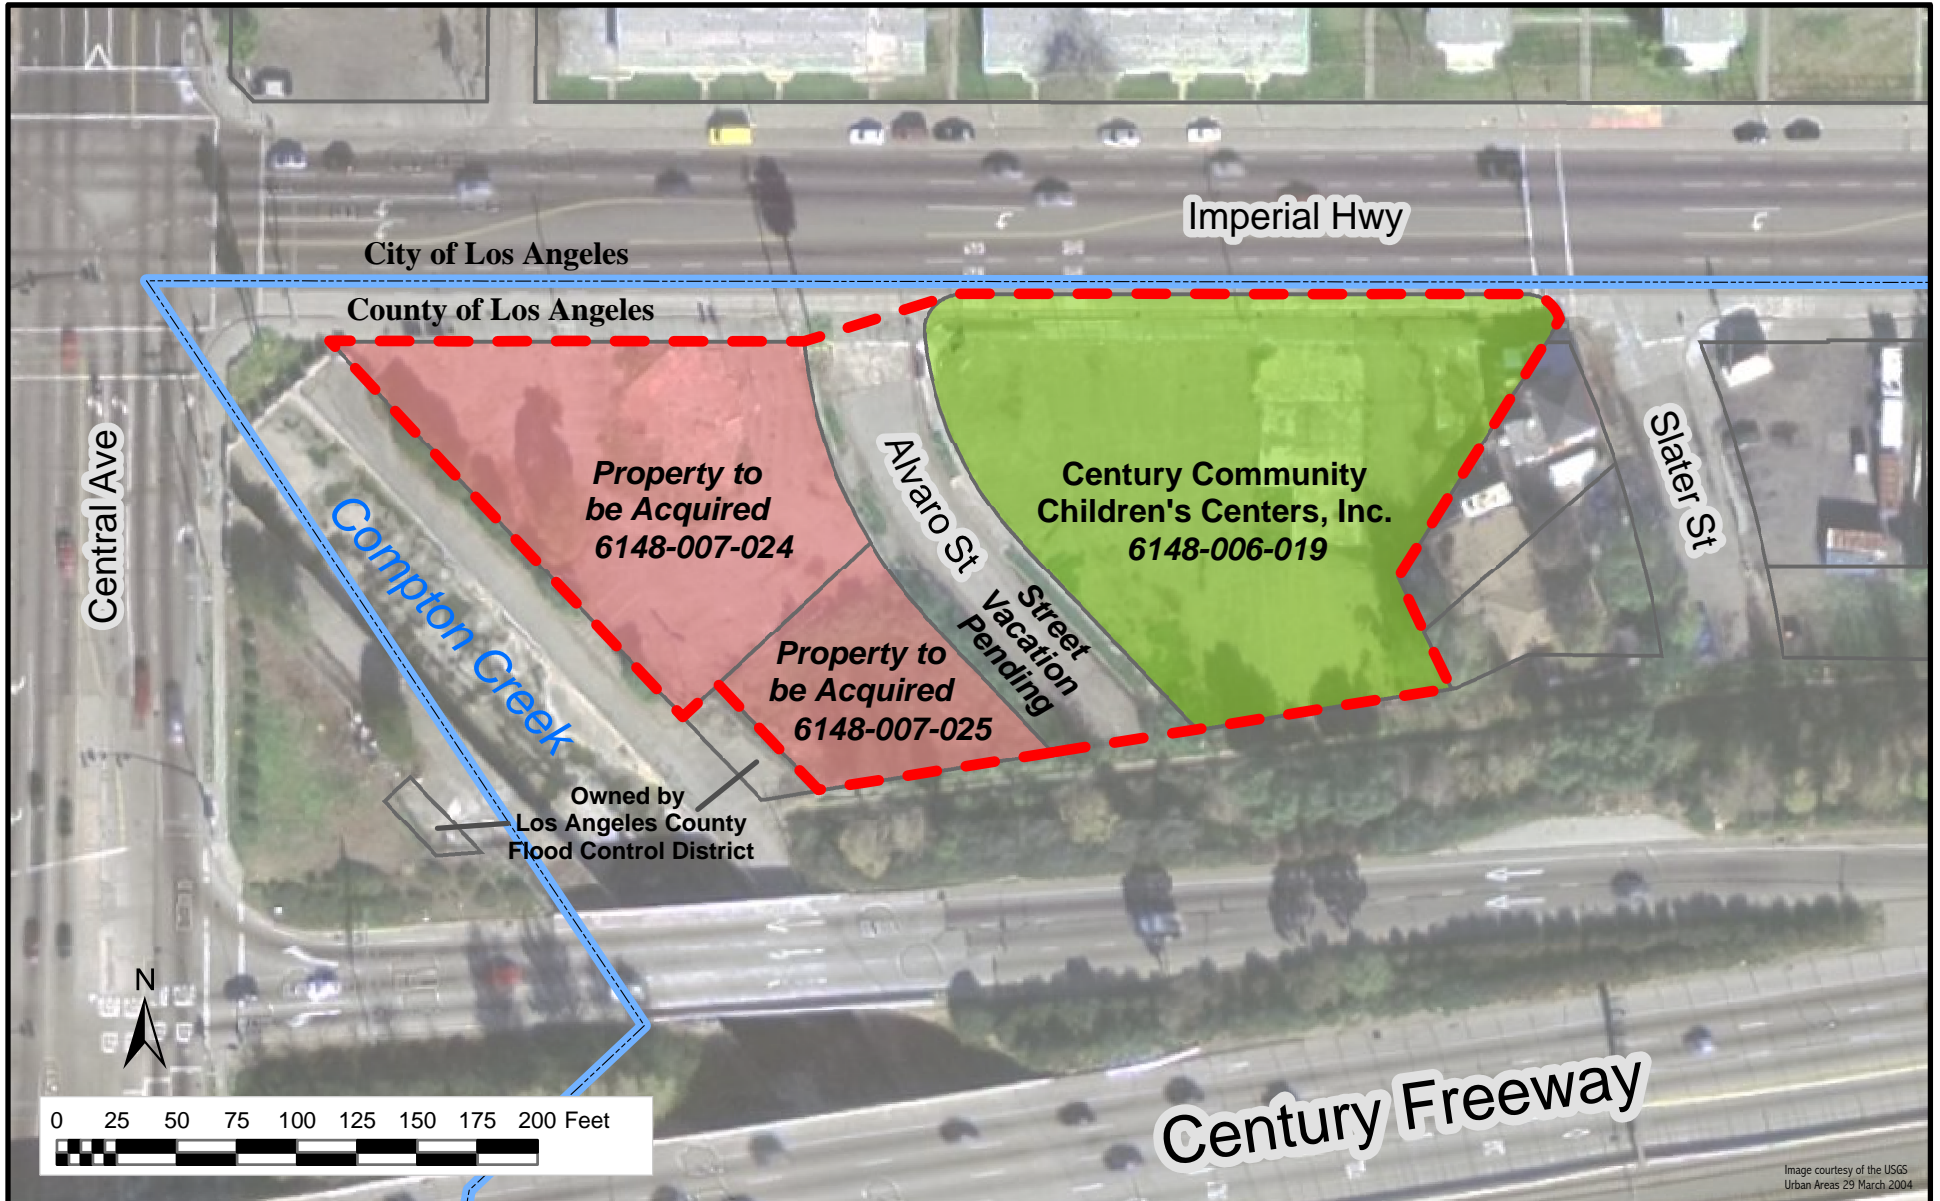 Imperial Hwy
City of Los Angeles
County of Los Angeles
Central Ave
Compton Creek
Property to
be Acquired
6148-007-024
Alvaro St
Century Community
Children's Centers, Inc.
6148-006-019
Slater St
Street
Vacation
Pending
Property to
be Acquired
6148-007-025
Owned by
Los Angeles County
Flood Control District
N
0 25 50 75 100 125 150 175 200 Feet
Century Freeway
Image courtesy of the USGS
Urban Areas 29 March 2004